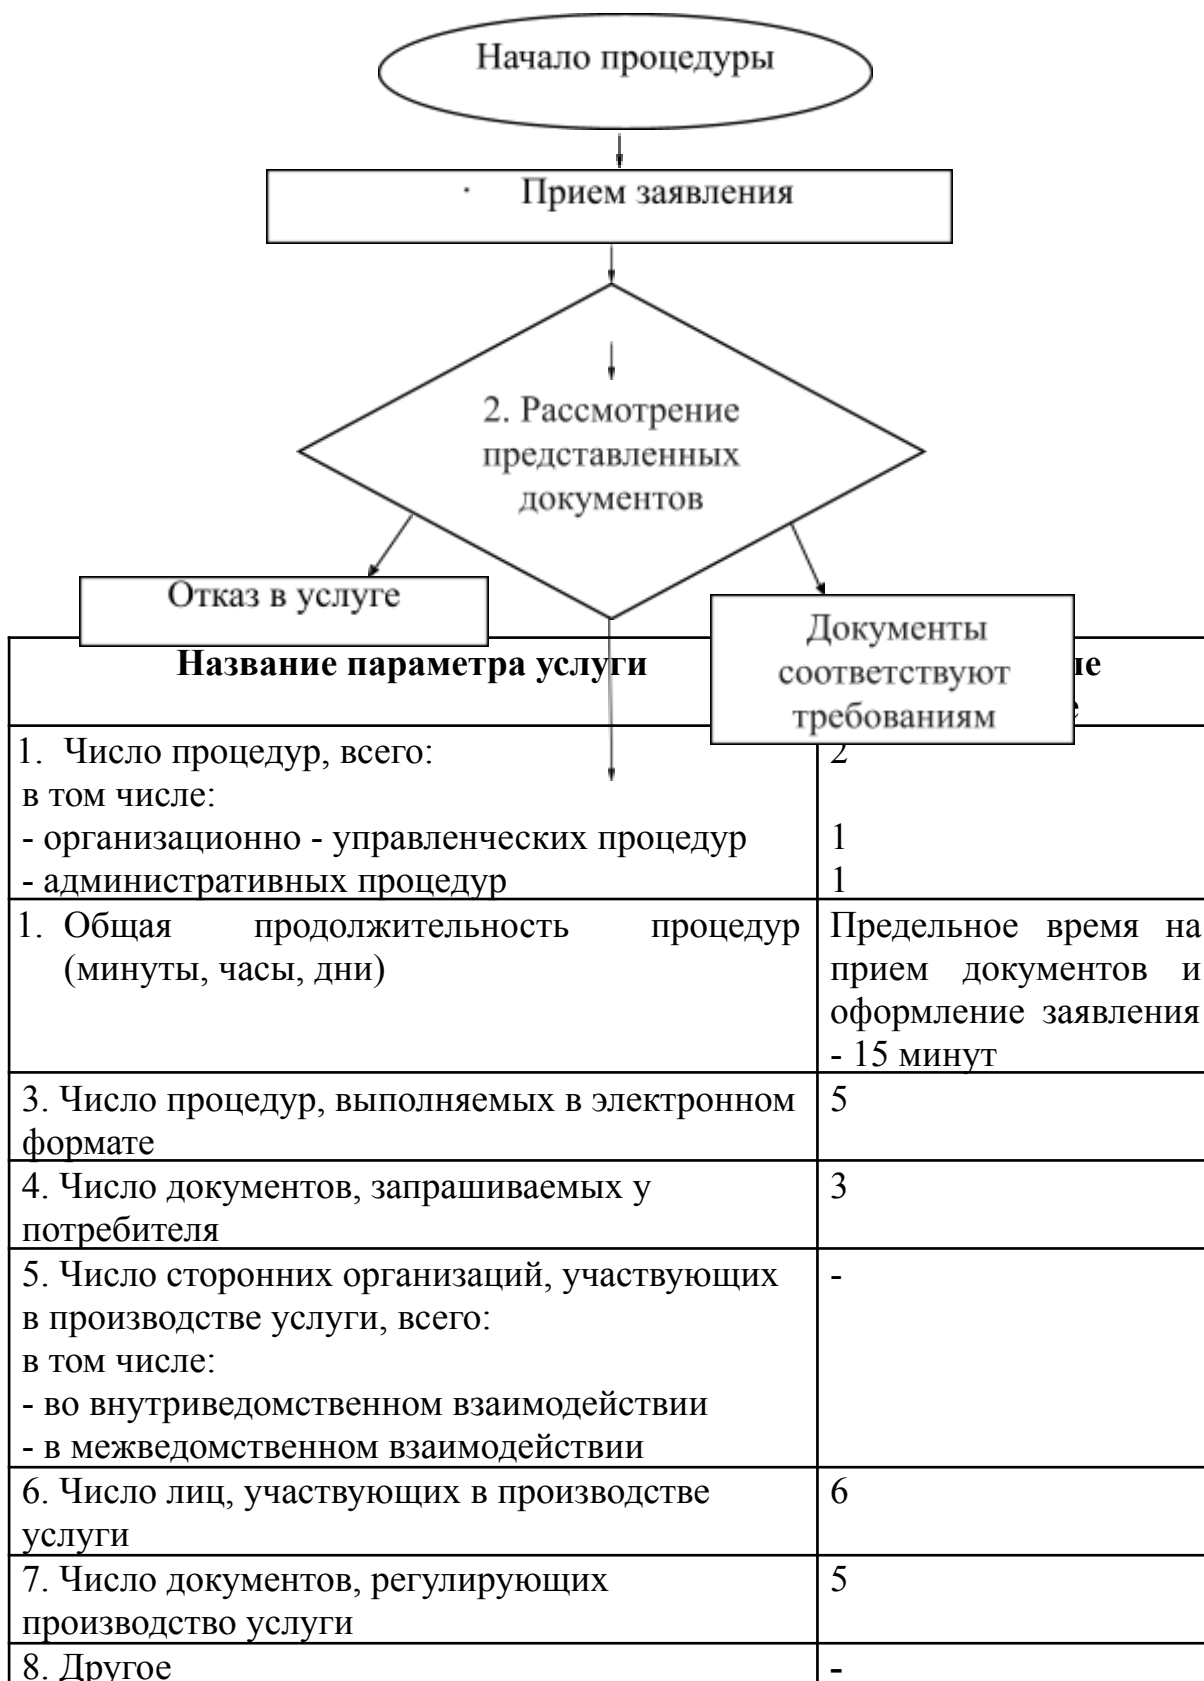 Начало процедуры
· Прием заявления
2. Рассмотрение
представленных
документов
Отказ в услуге
Документы
соответствуют
требованиям
Название параметра услуги
1. Число процедур, всего:
в том числе:
- организационно - управленческих процедур
- административных процедур
2
1
1
1. Общая продолжительность процедур
(минуты, часы, дни)
Предельное время на
прием документов и
оформление заявления
- 15 минут
3. Число процедур, выполняемых в электронном
формате
5
4. Число документов, запрашиваемых у
потребителя
3
5. Число сторонних организаций, участвующих
в производстве услуги, всего:
в том числе:
- во внутриведомственном взаимодействии
- в межведомственном взаимодействии
-
6. Число лиц, участвующих в производстве
услуги
6
7. Число документов, регулирующих
производство услуги
5
8. Другое
-